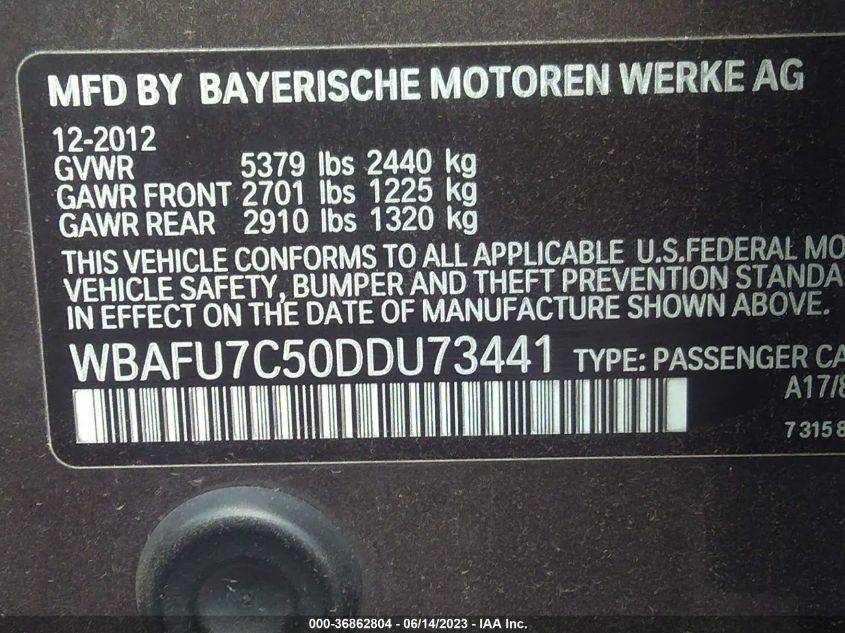 MFD BY BAYERISCHE MOTOREN WERKE AG
12-2012
GVWR 5379 lbs 2440 kg
GAWR FRONT 2701 lbs 1225 kg
GAWR REAR 2910 lbs 1320 kg
THIS VEHICLE CONFORMS TO ALL APPLICABLE U.S.FEDERAL MO
VEHICLE SAFETY, BUMPER AND THEFT PREVENTION STANDA
IN EFFECT ON THE DATE OF MANUFACTURE SHOWN ABOVE.
WBAFU7C50DDU73441 TYPE: PASSENGER CA
A17/8
73158
000-36862804 - 06/14/2023 - IAA Inc.